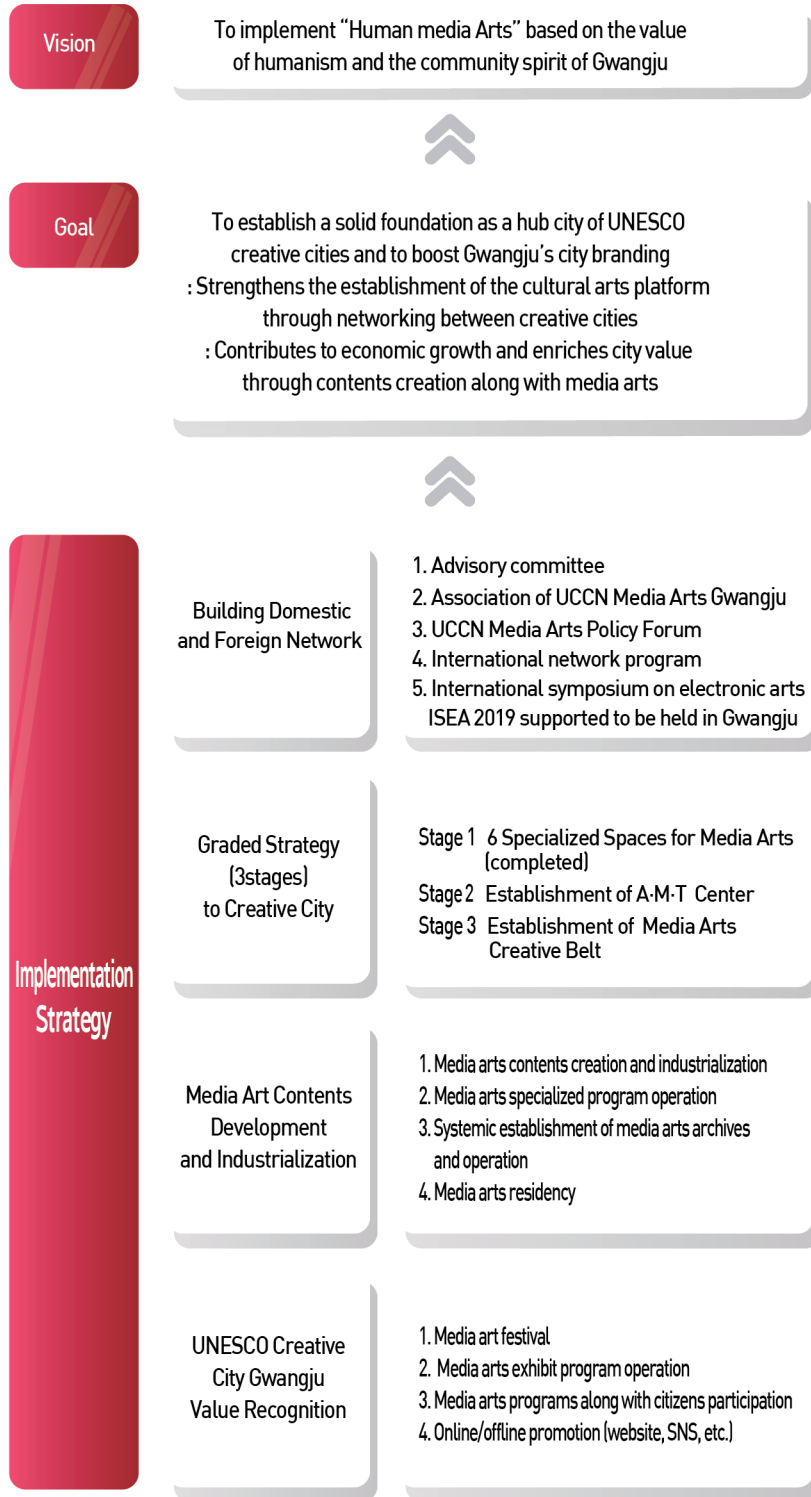 Vision
To implement “Human media Arts” based on the value
of humanism and the community spirit of Gwangju
Goal
To establish a solid foundation as a hub city of UNESCO
creative cities and to boost Gwangju’s city branding
: Strengthens the establishment of the cultural arts platform
through networking between creative cities
: Contributes to economic growth and enriches city value
through contents creation along with media arts
Implementation
Strategy
Building Domestic
and Foreign Network
1. Advisory committee
2. Association of UCCN Media Arts Gwangju
3. UCCN Media Arts Policy Forum
4. International network program
5. International symposium on electronic arts
ISEA 2019 supported to be held in Gwangju
Graded Strategy
(3stages)
to Creative City
Stage 1 6 Specialized Spaces for Media Arts
(completed)
Stage 2 Establishment of A·M·T Center
Stage 3 Establishment of Media Arts
Creative Belt
Media Art Contents
Development
and Industrialization
1. Media arts contents creation and industrialization
2. Media arts specialized program operation
3. Systemic establishment of media arts archives
and operation
4. Media arts residency
UNESCO Creative
City Gwangju
Value Recognition
1. Media art festival
2. Media arts exhibit program operation
3. Media arts programs along with citizens participation
4. Online/offline promotion (website, SNS, etc.)